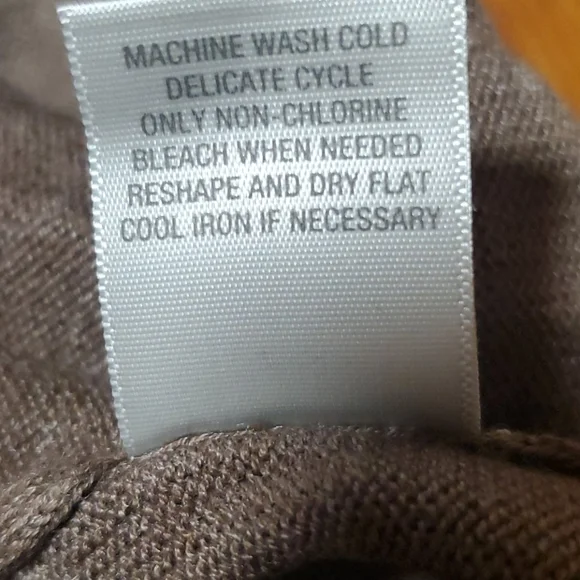 MACHINE WASH COLD
DELICATE CYCLE
ONLY NON-CHLORINE
BLEACH WHEN NEEDED
RESHAPE AND DRY FLAT
COOL IRON IF NECESSARY